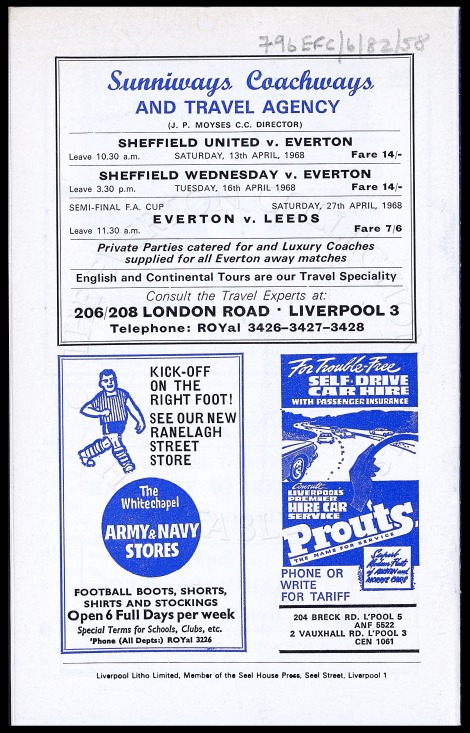 796 EFC/6/82/58
Sunniways Coachways
AND TRAVEL AGENCY
(J. P. MOYSES C.C. DIRECTOR)
SHEFFIELD UNITED v. EVERTON
Leave 10.30 a.m. SATURDAY, 13th APRIL, 1968 Fare 14/-
SHEFFIELD WEDNESDAY v. EVERTON
Leave 3.30 p.m. TUESDAY, 16th APRIL, 1968 Fare 14/-
SEMI-FINAL F.A. CUP SATURDAY, 27th APRIL, 1968
EVERTON v. LEEDS
Leave 11.30 a.m. Fare 7/6
Private Parties catered for and Luxury Coaches
supplied for all Everton away matches
English and Continental Tours are our Travel Speciality
Consult the Travel Experts at:
206/208 LONDON ROAD · LIVERPOOL 3
Telephone: ROYal 3426–3427–3428
KICK-OFF
ON THE
RIGHT FOOT!
SEE OUR NEW
RANELAGH
STREET
STORE
The
Whitechapel
ARMY & NAVY
STORES
FOOTBALL BOOTS, SHORTS,
SHIRTS AND STOCKINGS
Open 6 Full Days per week
Special Terms for Schools, Clubs, etc.
'Phone (All Depts:) ROYal 3226
For Trouble-Free
SELF-DRIVE
CAR HIRE
WITH PASSENGER INSURANCE
Consult
LIVERPOOL'S
PREMIER
HIRE CAR
SERVICE
Prouts
THE NAME FOR SERVICE
Superb
Modern Fleet
of AUSTIN and
MORRIS CARS
PHONE OR
WRITE
FOR TARIFF
204 BRECK RD. L'POOL 5
ANF 5522
2 VAUXHALL RD. L'POOL 3
CEN 1061
Liverpool Litho Limited, Member of the Seel House Press, Seel Street, Liverpool 1